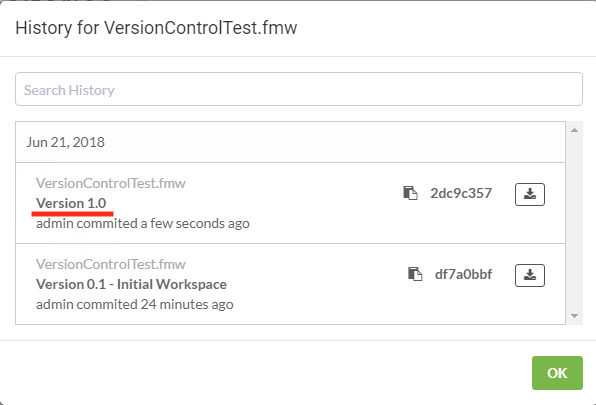 History for VersionControlTest.fmw
Search History
Jun 21, 2018
VersionControlTest.fmw
Version 1.0
2dc9c357
admin commited a few seconds ago
VersionControlTest.fmw
Version 0.1 - Initial Workspace
df7a0bbf
admin commited 24 minutes ago
OK